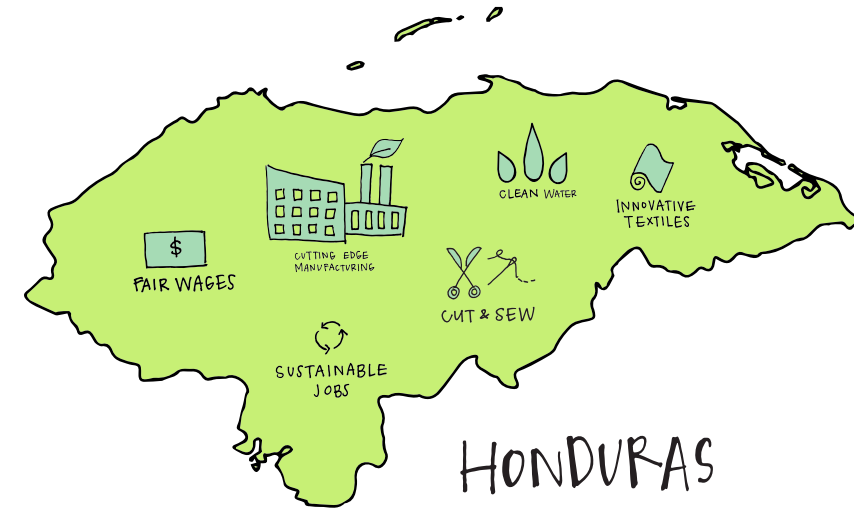 CLEAN WATER
INNOVATIVE
TEXTILES
CUTTING EDGE
MANUFACTURING
$
FAIR WAGES
CUT & SEW
SUSTAINABLE
JOBS
HONDURAS